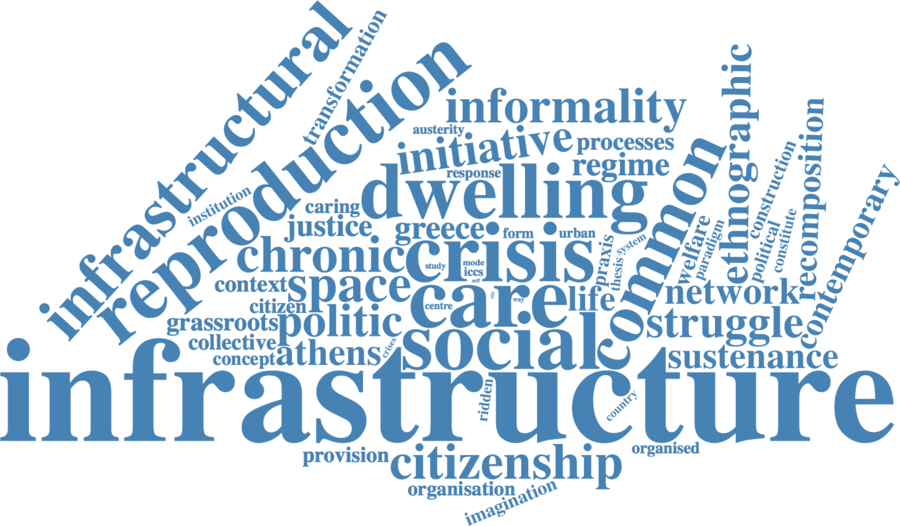 infrastructural
transformation
reproduction
informality
austerity
initiative
processes
ethnographic
response
regime
institution
dwelling
common
caring
justice
greece
form
urban
construction
recomposition
chronic
crisis
praxis
system
thesis
welfare
paradigm
political
constitute
contemporary
study
mode
iccs
context
space
care
centre
way
life
network
citizen
grassroots
politic
struggle
collective
crises
social
concept
athens
sustenance
infrastructure
ridden
country
provision
citizenship
organised
organisation
imagination